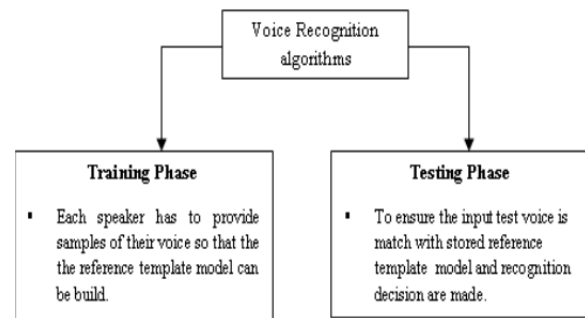 Voice Recognition
algorithms
Training Phase
▪ Each speaker has to provide
samples of their voice so that the
the reference template model can
be build.
Testing Phase
▪ To ensure the input test voice is
match with stored reference
template model and recognition
decision are made.